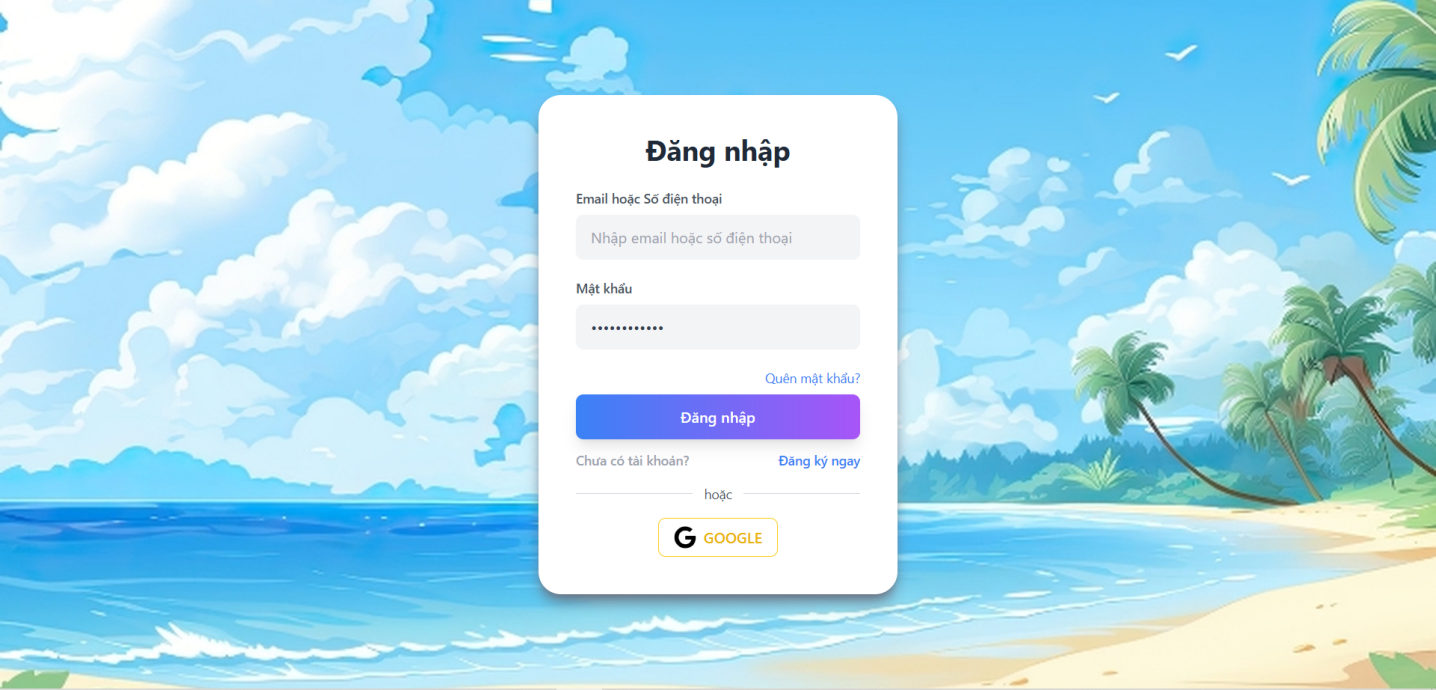 Đăng nhập
Email hoặc Số điện thoại
Nhập email hoặc số điện thoại
Mật khẩu
••••••••••••
Quên mật khẩu?
Đăng nhập
Chưa có tài khoản? Đăng ký ngay
hoặc
G GOOGLE